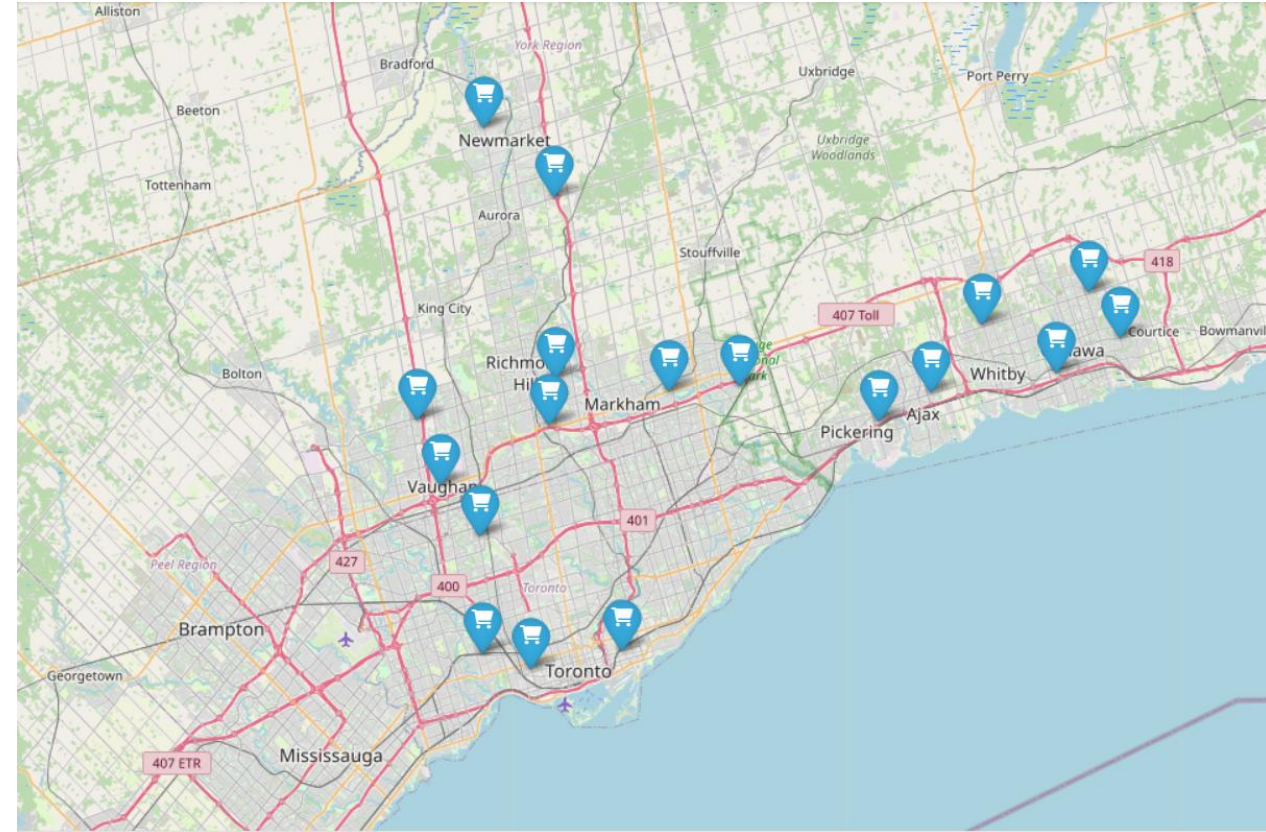 Alliston
York Region
Bradford
Uxbridge
Port Perry
Beeton
Newmarket
Uxbridge
Woodlands
Tottenham
Aurora
Stouffville
418
King City
407 Toll
Courtice
Bowmanvil
Richmo
Hil
Bolton
Whitby
Markham
Ajax
Pickering
Vaughan
401
427
Peel Region
400
Toronto
Brampton
Georgetown
Toronto
Mississauga
407 ETR